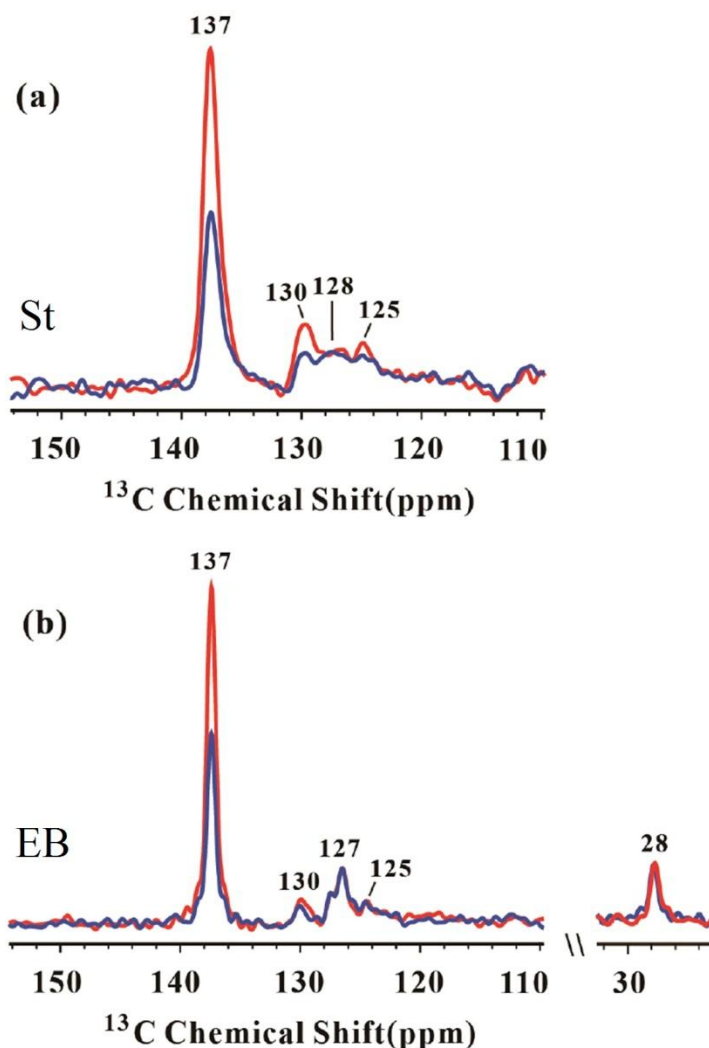 137
(a)
130 128 125
St
150 140 130 120 110
13C Chemical Shift(ppm)
137
(b)
EB
130 127 125 28
150 140 130 120 110 \\ 30
13C Chemical Shift(ppm)